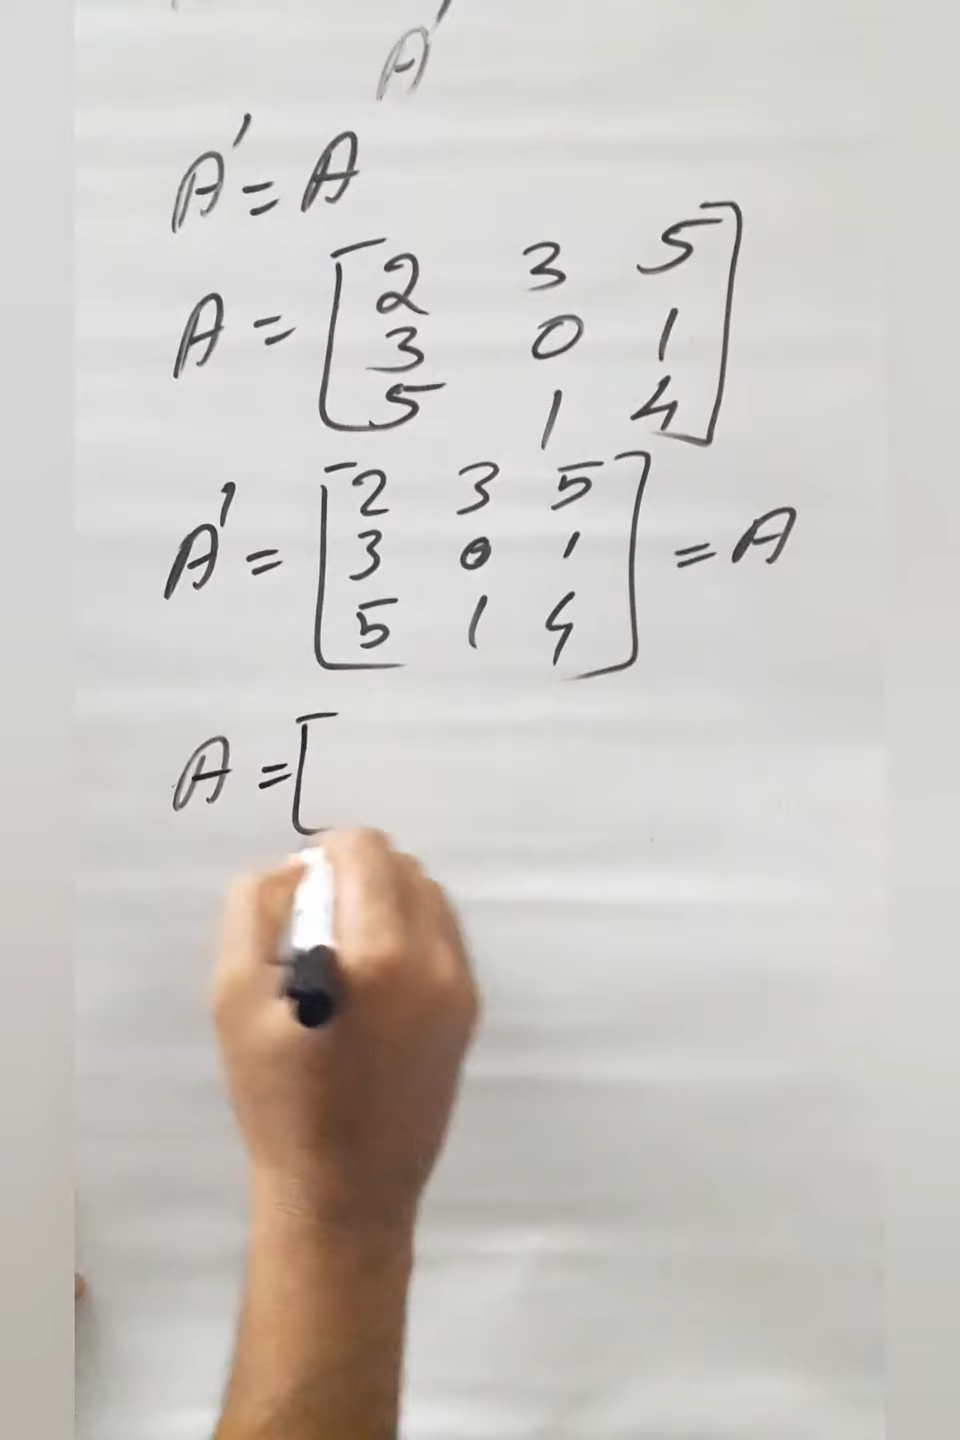 A'
A' = A
A = [2 3 5
3 0 1
5 1 4]
A' = [2 3 5
3 0 1
5 1 4] = A
A = [